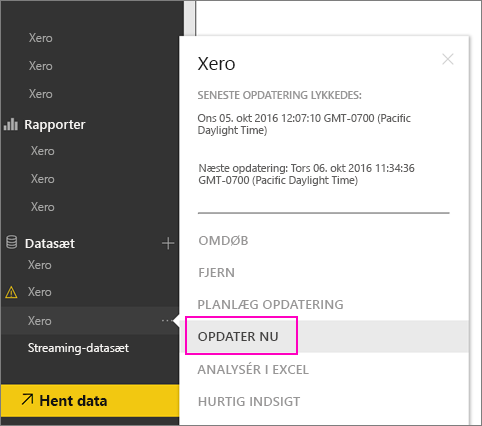 Xero
Xero
Xero
Rapporter
Xero
Xero
Xero
Datasæt
Xero
Xero
Xero
Streaming-datasæt
Hent data
Xero
SENESTE OPDATERING LYKKEDES:
Ons 05. okt 2016 12:07:10 GMT-0700 (Pacific
Daylight Time)
Næste opdatering: Tors 06. okt 2016 11:34:36
GMT-0700 (Pacific Daylight Time)
OMDØB
FJERN
PLANLÆG OPDATERING
OPDATER NU
ANALYSÉR I EXCEL
HURTIG INDSIGT